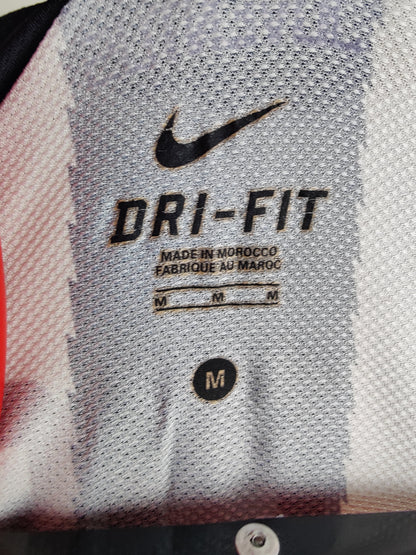 DRI-FIT
MADE IN MOROCCO
FABRIQUE AU MAROC
M M M
M